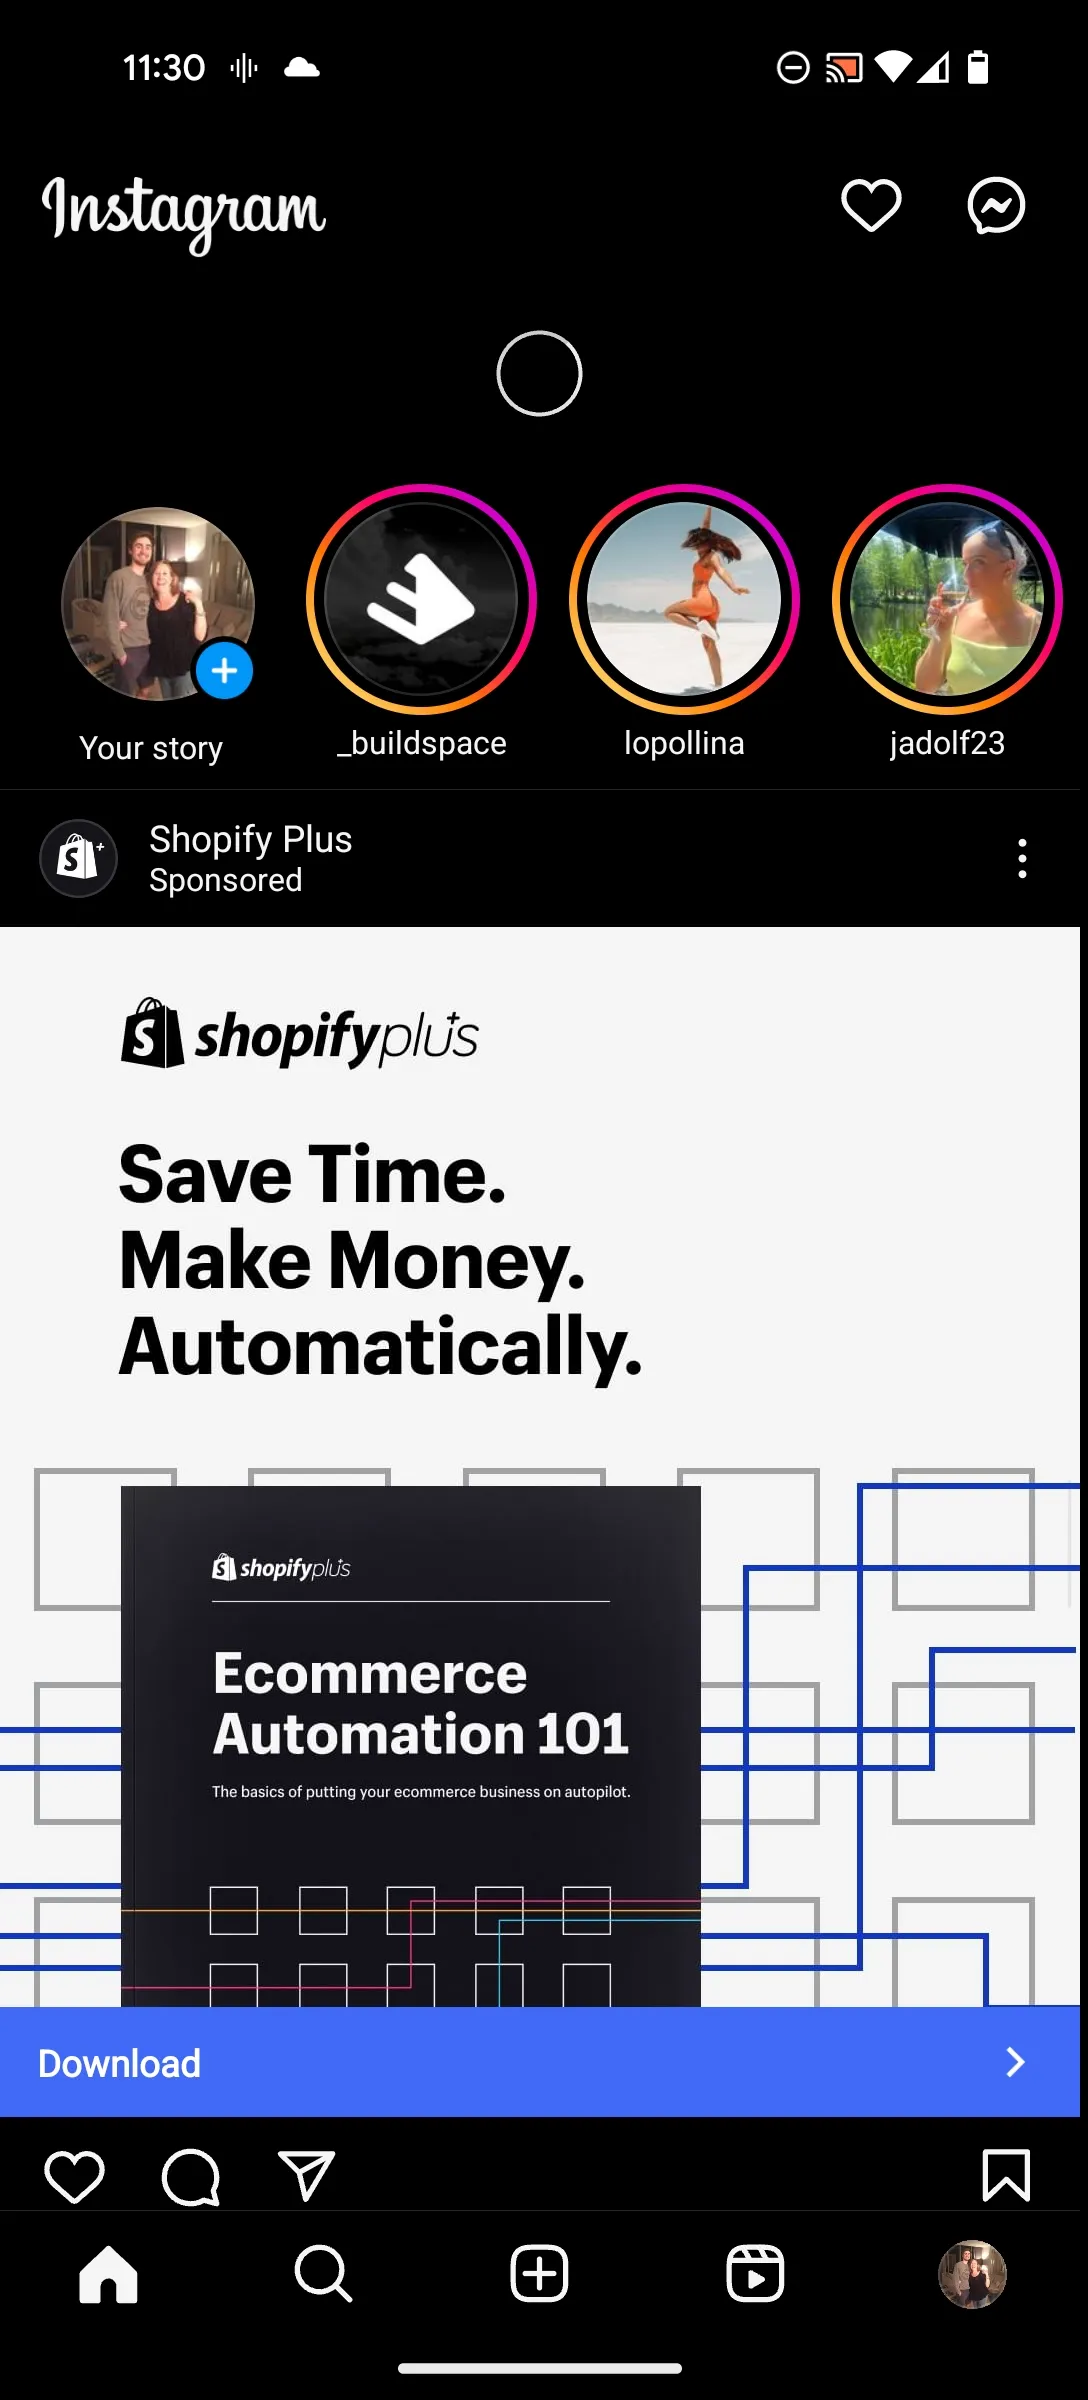 11:30
Instagram
Your story
_buildspace
lopollina
jadolf23
Shopify Plus
Sponsored
shopifyplus+
Save Time.
Make Money.
Automatically.
shopifyplus+
Ecommerce
Automation 101
The basics of putting your ecommerce business on autopilot.
Download